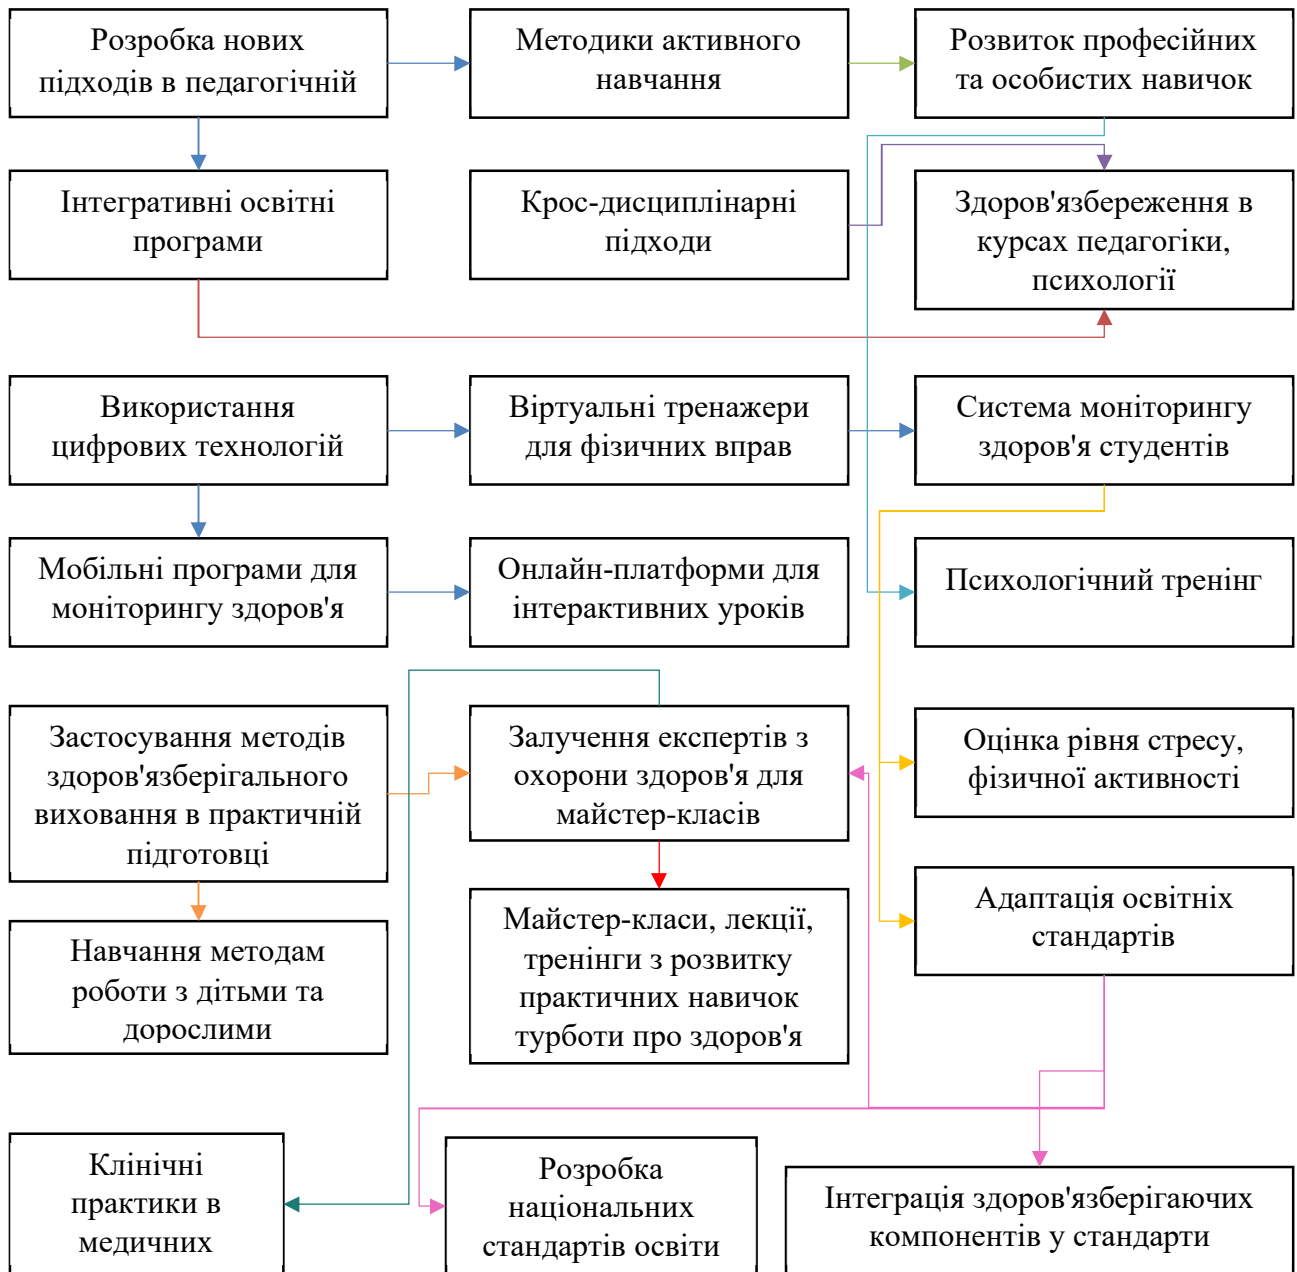 Розробка нових
підходів в педагогічній
Методики активного
навчання
Розвиток професійних
та особистих навичок
Інтегративні освітні
програми
Крос-дисциплінарні
підходи
Здоров'язбереження в
курсах педагогіки,
психології
Використання
цифрових технологій
Віртуальні тренажери
для фізичних вправ
Система моніторингу
здоров'я студентів
Мобільні програми для
моніторингу здоров'я
Онлайн-платформи для
інтерактивних уроків
Психологічний тренінг
Застосування методів
здоров'язберігального
виховання в практичній
підготовці
Залучення експертів з
охорони здоров'я для
майстер-класів
Оцінка рівня стресу,
фізичної активності
Навчання методам
роботи з дітьми та
дорослими
Майстер-класи, лекції,
тренінги з розвитку
практичних навичок
турботи про здоров'я
Адаптація освітніх
стандартів
Клінічні
практики в
медичних
Розробка
національних
стандартів освіти
Інтеграція здоров'язберігаючих
компонентів у стандарти